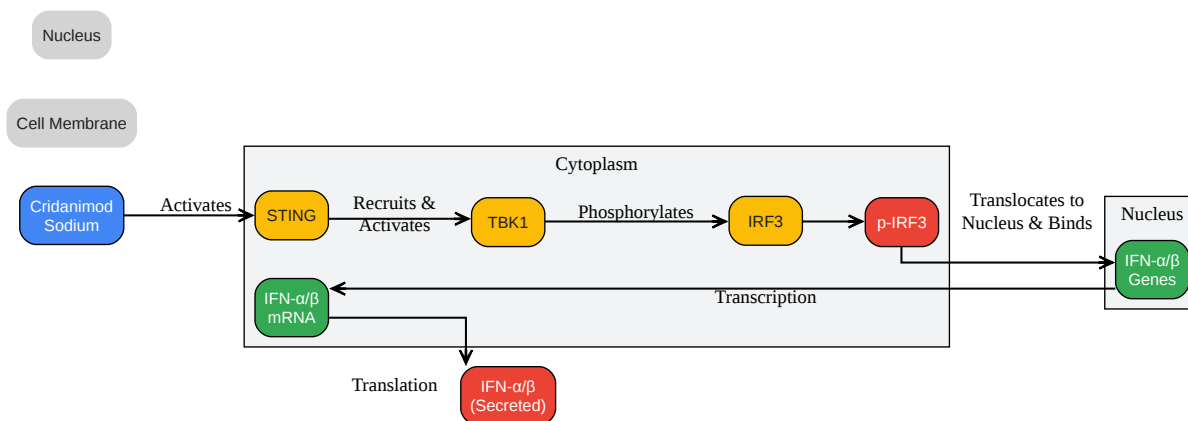 Nucleus
Cell Membrane
Cytoplasm
Cridanimod
Sodium
Activates
STING
Recruits &
Activates
TBK1
Phosphorylates
IRF3
p-IRF3
Translocates to
Nucleus & Binds
Nucleus
IFN-α/β
Genes
Transcription
IFN-α/β
mRNA
Translation
IFN-α/β
(Secreted)